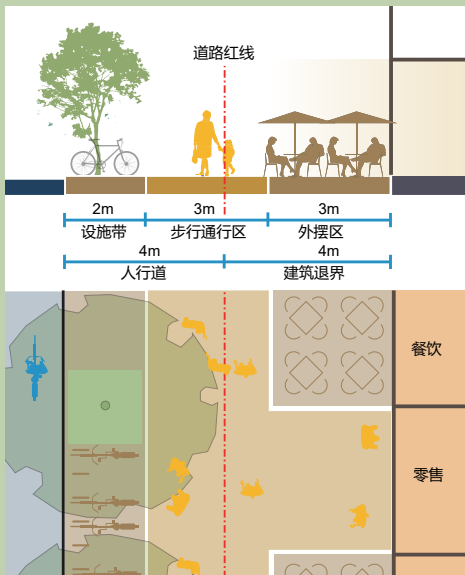 道路红线
2m 3m 3m
设施带 步行通行区 外摆区
4m 4m
人行道 建筑退界
餐饮
零售